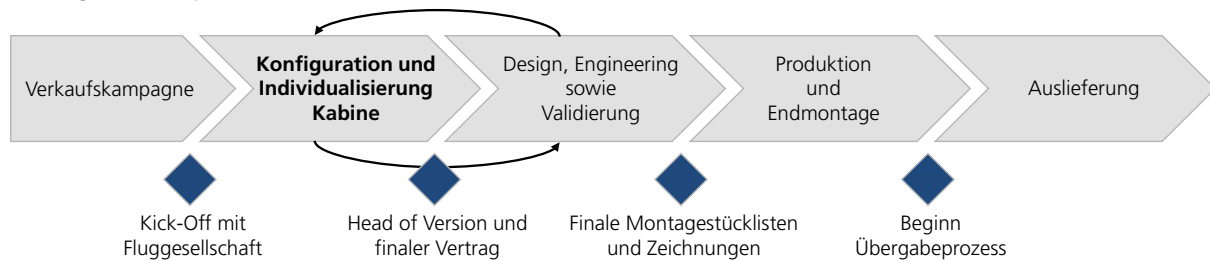 Verkaufskampagne
Konfiguration und
Individualisierung
Kabine
Design, Engineering
sowie
Validierung
Produktion
und
Endmontage
Auslieferung
Kick-Off mit
Fluggesellschaft
Head of Version und
finaler Vertrag
Finale Montagestücklisten
und Zeichnungen
Beginn
Übergabeprozess